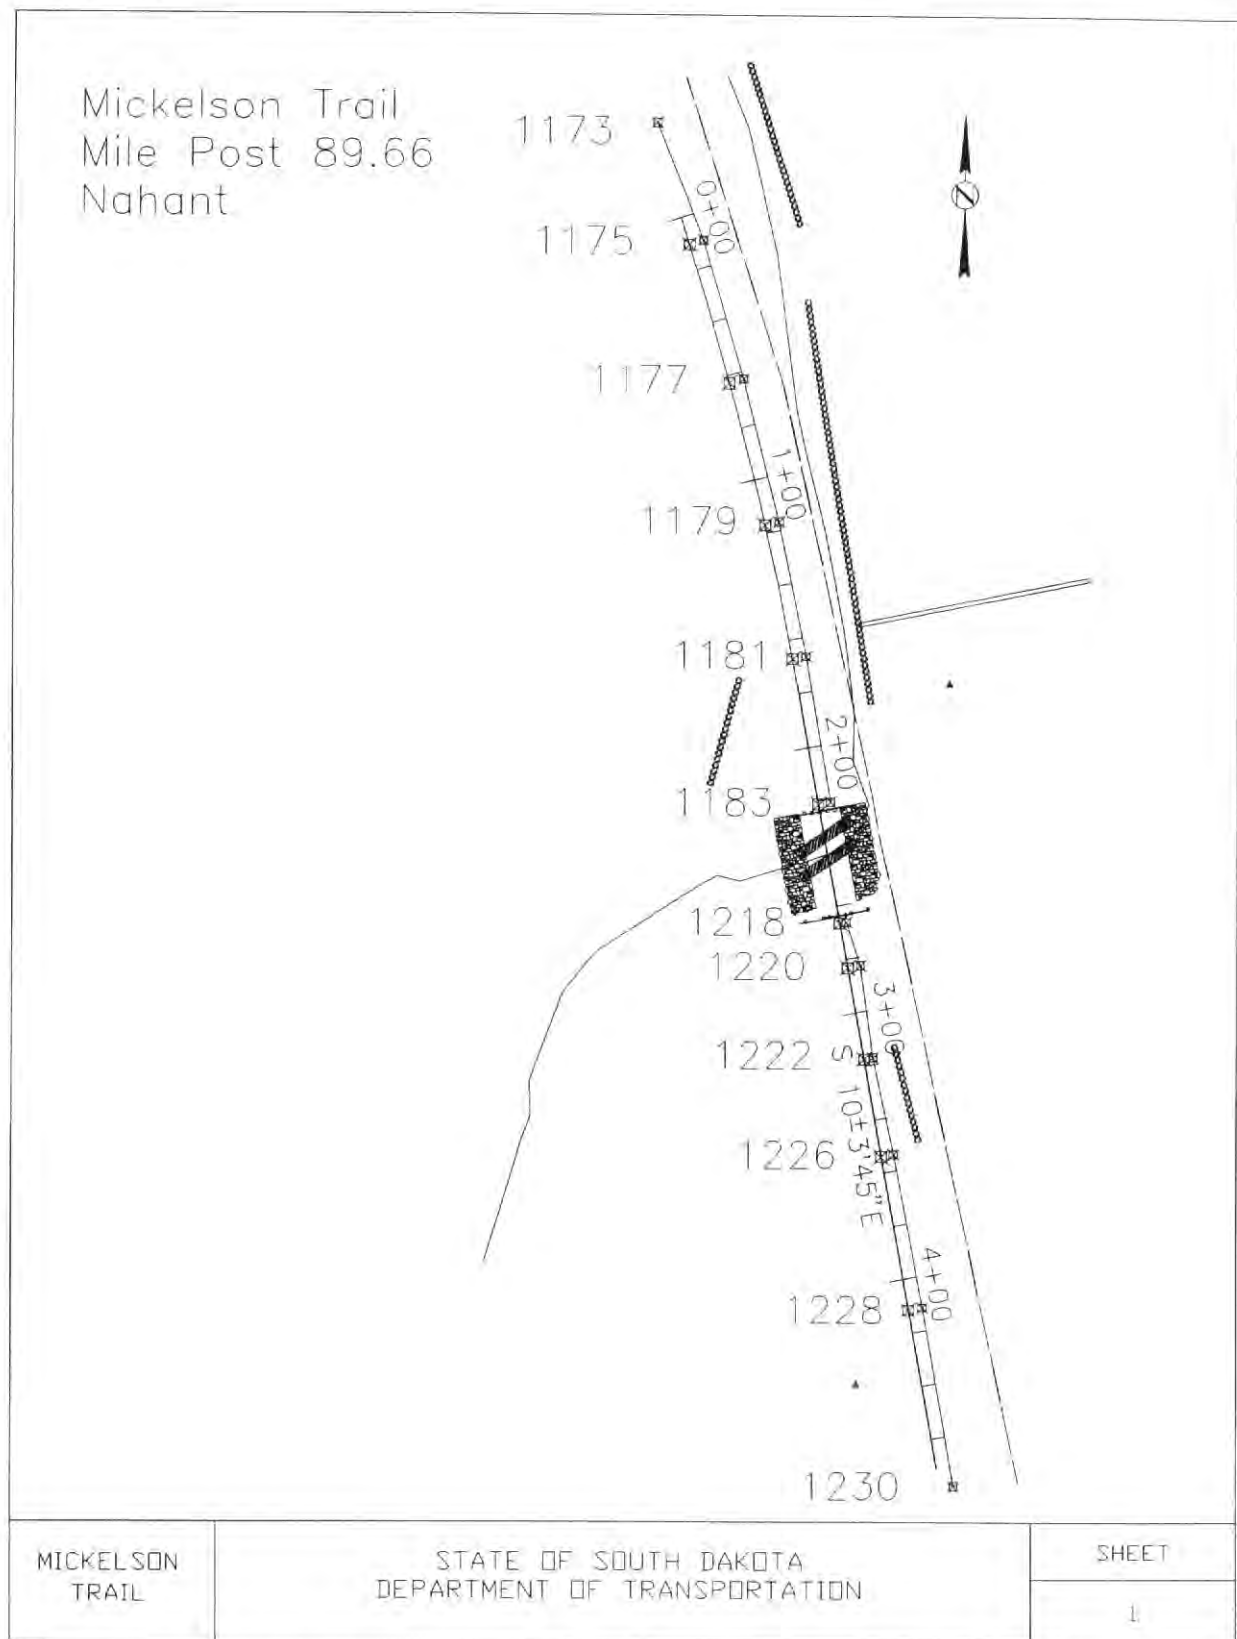 Mickelson Trail
Mile Post 89.66
Nahant
1173
0+00
1175
1177
1+00
1179
1181
2+00
1183
1218
1220
3+00
1222
S 10±3'45"E
1226
4+00
1228
1230
N
MICKELSON
TRAIL
STATE OF SOUTH DAKOTA
DEPARTMENT OF TRANSPORTATION
SHEET
1